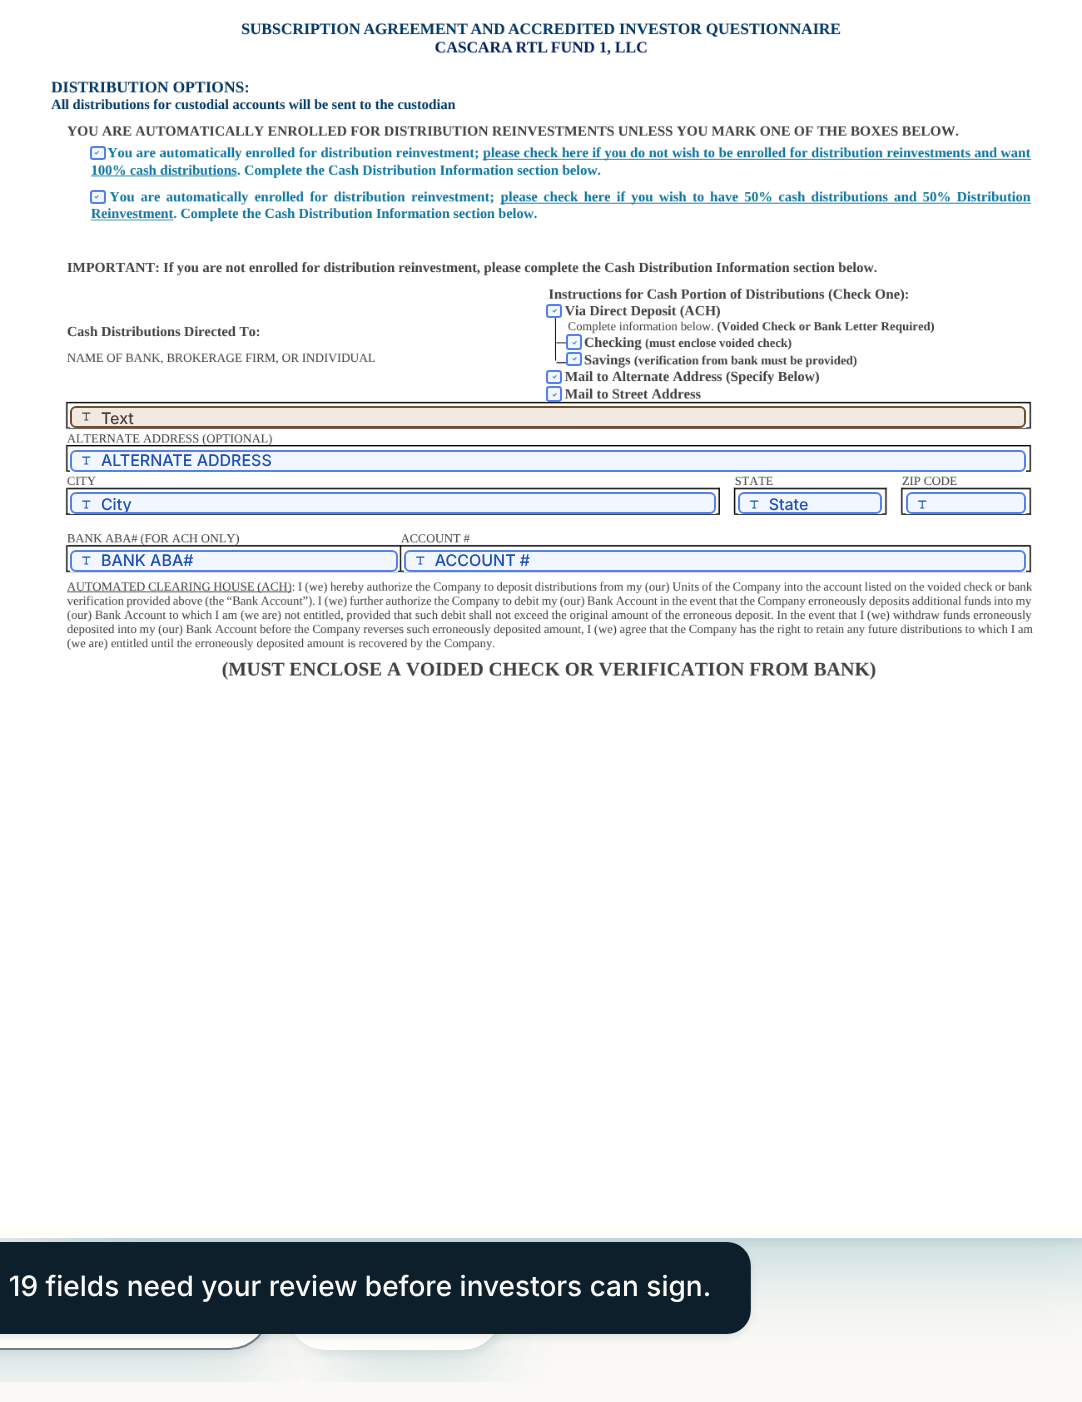 SUBSCRIPTION AGREEMENT AND ACCREDITED INVESTOR QUESTIONNAIRE
CASCARA RTL FUND 1, LLC
DISTRIBUTION OPTIONS:
All distributions for custodial accounts will be sent to the custodian
YOU ARE AUTOMATICALLY ENROLLED FOR DISTRIBUTION REINVESTMENTS UNLESS YOU MARK ONE OF THE BOXES BELOW.
You are automatically enrolled for distribution reinvestment; please check here if you do not wish to be enrolled for distribution reinvestments and want
100% cash distributions. Complete the Cash Distribution Information section below.
You are automatically enrolled for distribution reinvestment; please check here if you wish to have 50% cash distributions and 50% Distribution
Reinvestment. Complete the Cash Distribution Information section below.
IMPORTANT: If you are not enrolled for distribution reinvestment, please complete the Cash Distribution Information section below.
Instructions for Cash Portion of Distributions (Check One):
Via Direct Deposit (ACH)
Complete information below. (Voided Check or Bank Letter Required)
Cash Distributions Directed To:
Checking (must enclose voided check)
NAME OF BANK, BROKERAGE FIRM, OR INDIVIDUAL
Savings (verification from bank must be provided)
Mail to Alternate Address (Specify Below)
Mail to Street Address
T Text
ALTERNATE ADDRESS (OPTIONAL)
T ALTERNATE ADDRESS
CITY STATE ZIP CODE
T City T State T
BANK ABA# (FOR ACH ONLY) ACCOUNT #
T BANK ABA# T ACCOUNT #
AUTOMATED CLEARING HOUSE (ACH): I (we) hereby authorize the Company to deposit distributions from my (our) Units of the Company into the account listed on the voided check or bank
verification provided above (the “Bank Account”). I (we) further authorize the Company to debit my (our) Bank Account in the event that the Company erroneously deposits additional funds into my
(our) Bank Account to which I am (we are) not entitled, provided that such debit shall not exceed the original amount of the erroneous deposit. In the event that I (we) withdraw funds erroneously
deposited into my (our) Bank Account before the Company reverses such erroneously deposited amount, I (we) agree that the Company has the right to retain any future distributions to which I am
(we are) entitled until the erroneously deposited amount is recovered by the Company.
(MUST ENCLOSE A VOIDED CHECK OR VERIFICATION FROM BANK)
19 fields need your review before investors can sign.